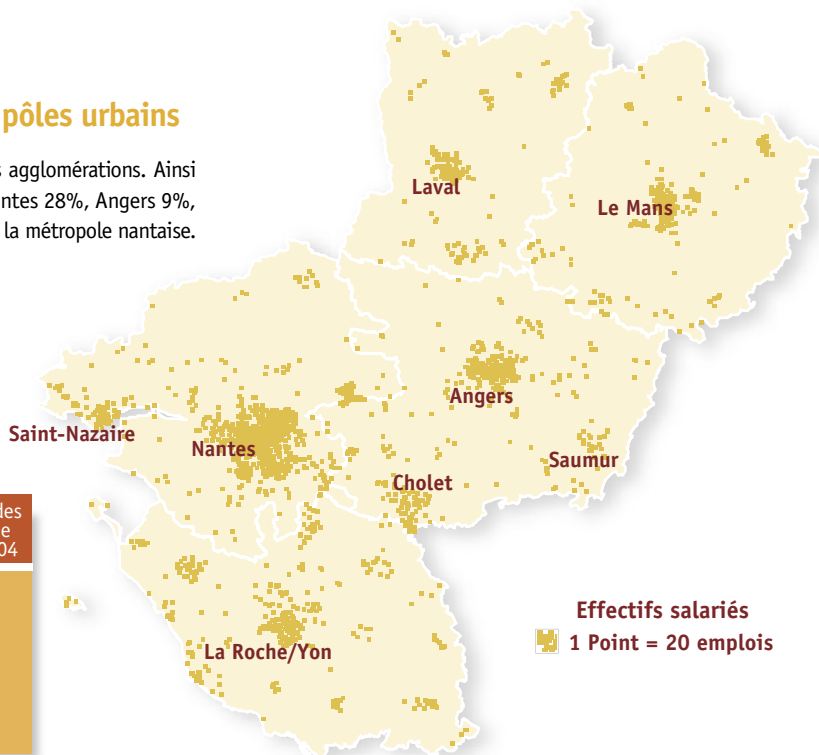 pôles urbains
agglomérations. Ainsi
28%, Angers 9%,
la métropole nantaise.
Laval
Le Mans
Angers
Saint-Nazaire
Nantes
Saumur
Cholet
La Roche/Yon
04
Effectifs salariés
1 Point = 20 emplois